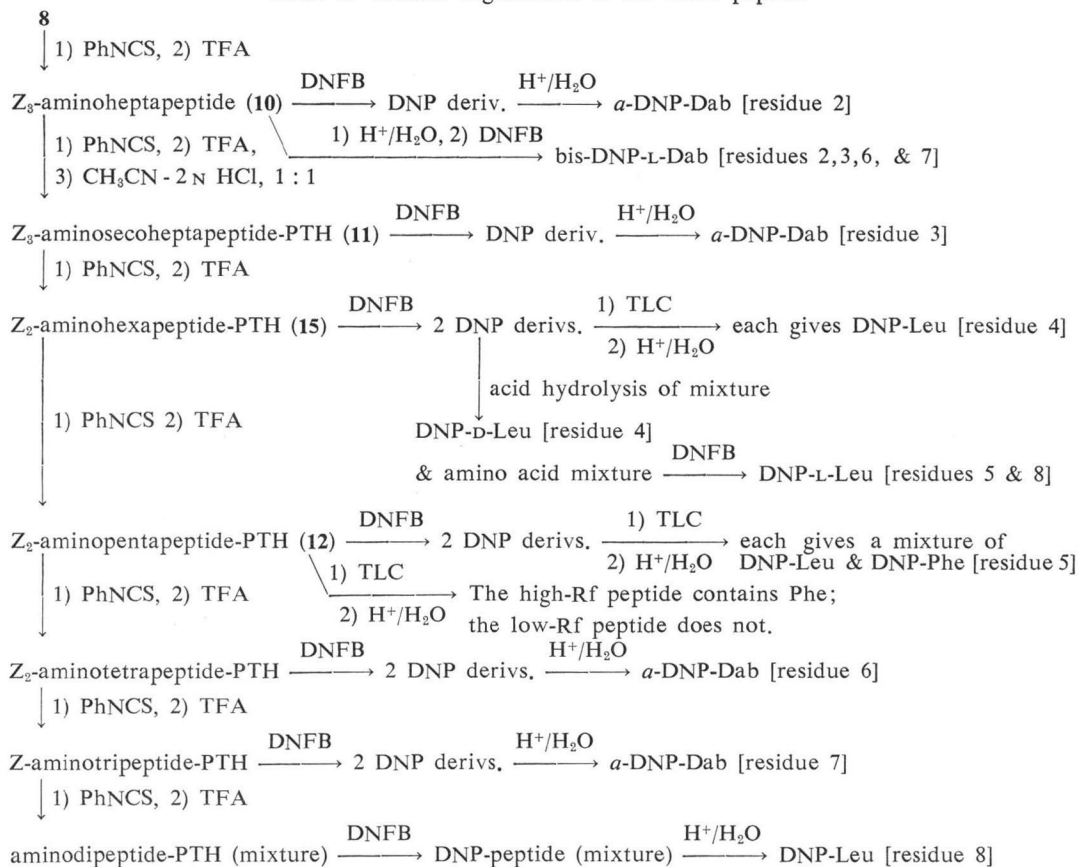 8
1) PhNCS, 2) TFA
Z₃-aminoheptapeptide (10) DNFB DNP deriv. H⁺/H₂O a-DNP-Dab [residue 2]
1) PhNCS, 2) TFA, 1) H⁺/H₂O, 2) DNFB
3) CH₃CN - 2 N HCl, 1 : 1 bis-DNP-L-Dab [residues 2,3,6, & 7]
Z₃-aminosecoheptapeptide-PTH (11) DNFB DNP deriv. H⁺/H₂O a-DNP-Dab [residue 3]
1) PhNCS, 2) TFA
Z₂-aminohexapeptide-PTH (15) DNFB 2 DNP derivs. 1) TLC 2) H⁺/H₂O each gives DNP-Leu [residue 4]
acid hydrolysis of mixture
1) PhNCS 2) TFA
DNP-D-Leu [residue 4]
& amino acid mixture DNFB DNP-L-Leu [residues 5 & 8]
Z₂-aminopentapeptide-PTH (12) DNFB 2 DNP derivs. 1) TLC 2) H⁺/H₂O each gives a mixture of DNP-Leu & DNP-Phe [residue 5]
1) PhNCS, 2) TFA 1) TLC 2) H⁺/H₂O The high-Rf peptide contains Phe;
the low-Rf peptide does not.
Z₂-aminotetrapeptide-PTH DNFB 2 DNP derivs. H⁺/H₂O a-DNP-Dab [residue 6]
1) PhNCS, 2) TFA
Z-aminotripeptide-PTH DNFB 2 DNP derivs. H⁺/H₂O a-DNP-Dab [residue 7]
1) PhNCS, 2) TFA
aminodipeptide-PTH (mixture) DNFB DNP-peptide (mixture) H⁺/H₂O DNP-Leu [residue 8]